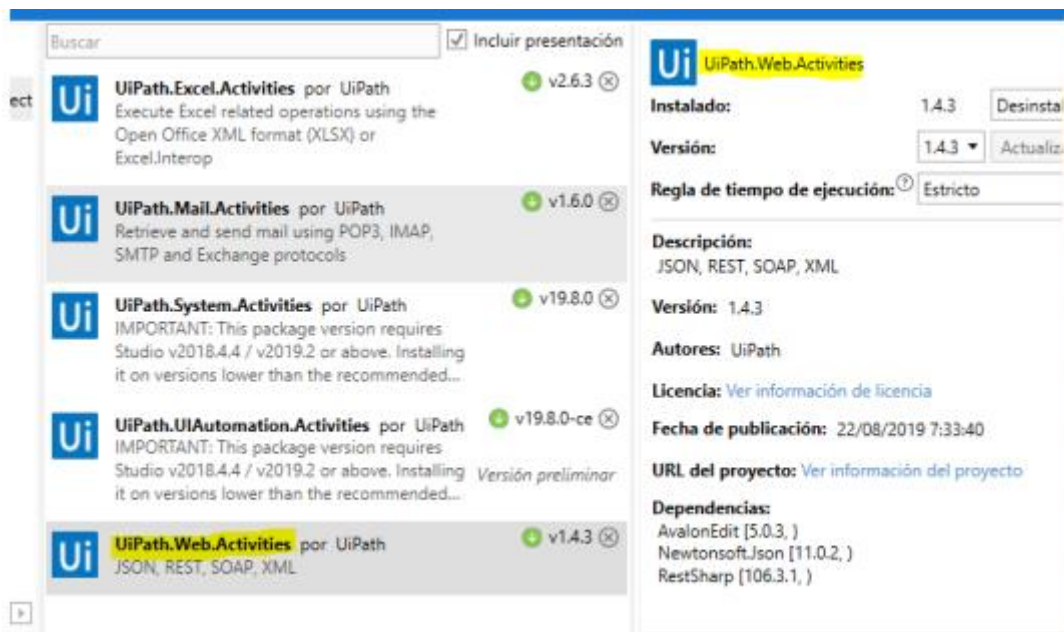 Buscar
Incluir presentación
ect
Ui
UiPath.Excel.Activities por UiPath
v2.6.3
Execute Excel related operations using the
Open Office XML format (XLSX) or
Excel.Interop
Ui
UiPath.Mail.Activities por UiPath
v1.6.0
Retrieve and send mail using POP3, IMAP,
SMTP and Exchange protocols
Ui
UiPath.System.Activities por UiPath
v19.8.0
IMPORTANT: This package version requires
Studio v2018.4.4 / v2019.2 or above. Installing
it on versions lower than the recommended...
Ui
UiPath.UIAutomation.Activities por UiPath
v19.8.0-ce
IMPORTANT: This package version requires
Studio v2018.4.4 / v2019.2 or above. Installing
Versión preliminar
it on versions lower than the recommended...
Ui
UiPath.Web.Activities por UiPath
v1.4.3
JSON, REST, SOAP, XML
Ui
UiPath.Web.Activities
Instalado: 1.4.3 Desinsta
Versión: 1.4.3 Actualiz
Regla de tiempo de ejecución: ? Estricto
Descripción:
JSON, REST, SOAP, XML
Versión: 1.4.3
Autores: UiPath
Licencia: Ver información de licencia
Fecha de publicación: 22/08/2019 7:33:40
URL del proyecto: Ver información del proyecto
Dependencias:
AvalonEdit [5.0.3, )
Newtonsoft.Json [11.0.2, )
RestSharp [106.3.1, )